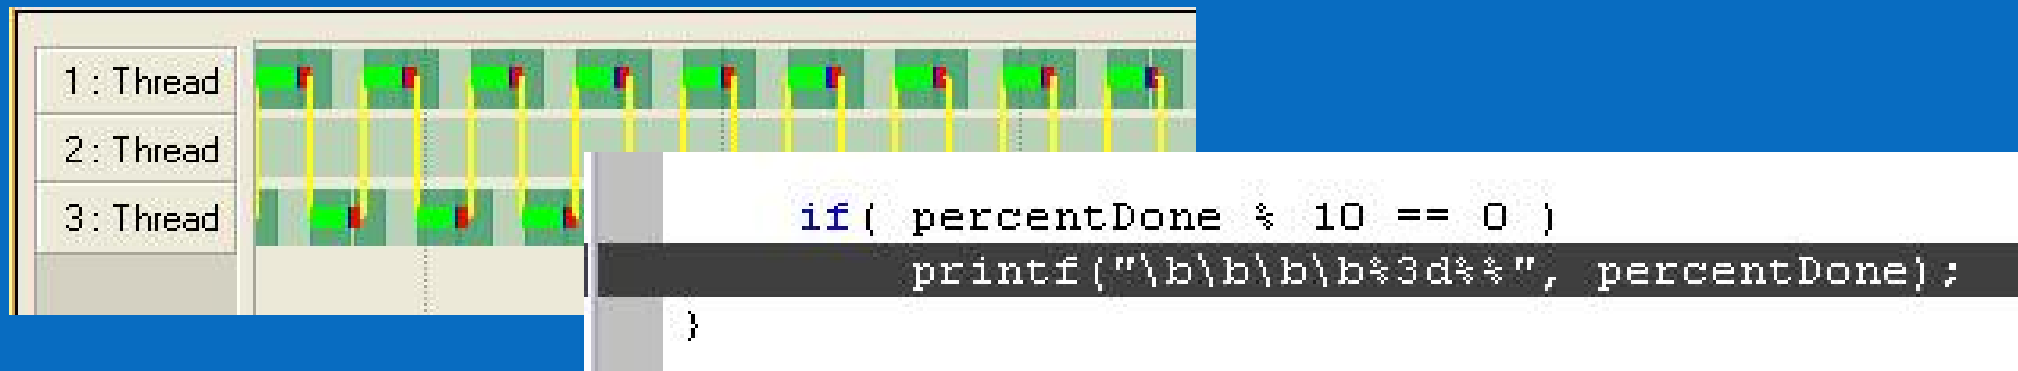 1 : Thread
2 : Thread
3 : Thread
if( percentDone % 10 == 0 )
printf("\b\b\b\b%3d%%", percentDone);
}